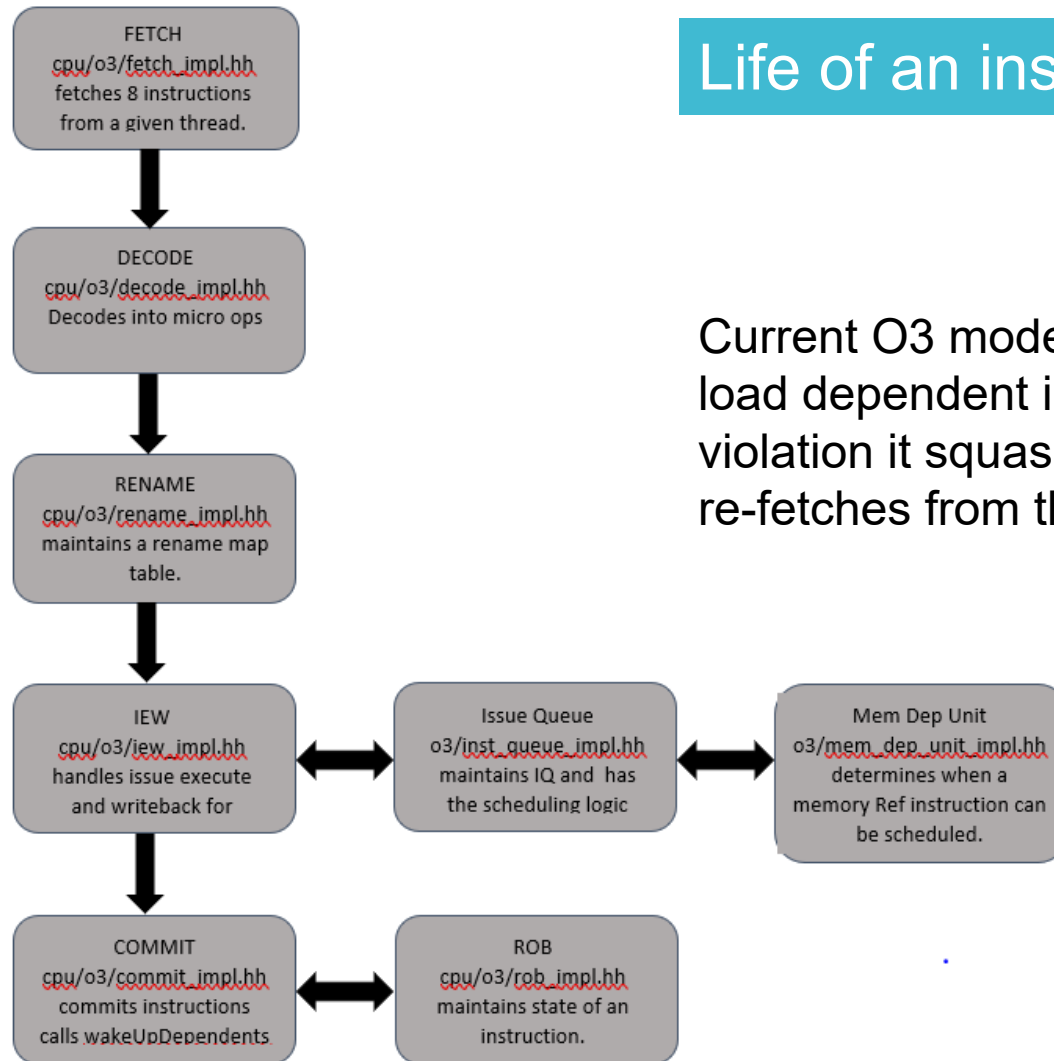 FETCH
cpu/o3/fetch_impl.hh
fetches 8 instructions
from a given thread.
Life of an ins
DECODE
cpu/o3/decode_impl.hh
Decodes into micro ops
Current O3 mode
load dependent i
violation it squas
re-fetches from th
RENAME
cpu/o3/rename_impl.hh
maintains a rename map
table.
IEW
cpu/o3/iew_impl.hh
handles issue execute
and writeback for
Issue Queue
o3/inst_queue_impl.hh
maintains IQ and has
the scheduling logic
Mem Dep Unit
o3/mem_dep_unit_impl.hh
determines when a
memory Ref instruction can
be scheduled.
COMMIT
cpu/o3/commit_impl.hh
commits instructions
calls wakeUpDependents
ROB
cpu/o3/rob_impl.hh
maintains state of an
instruction.